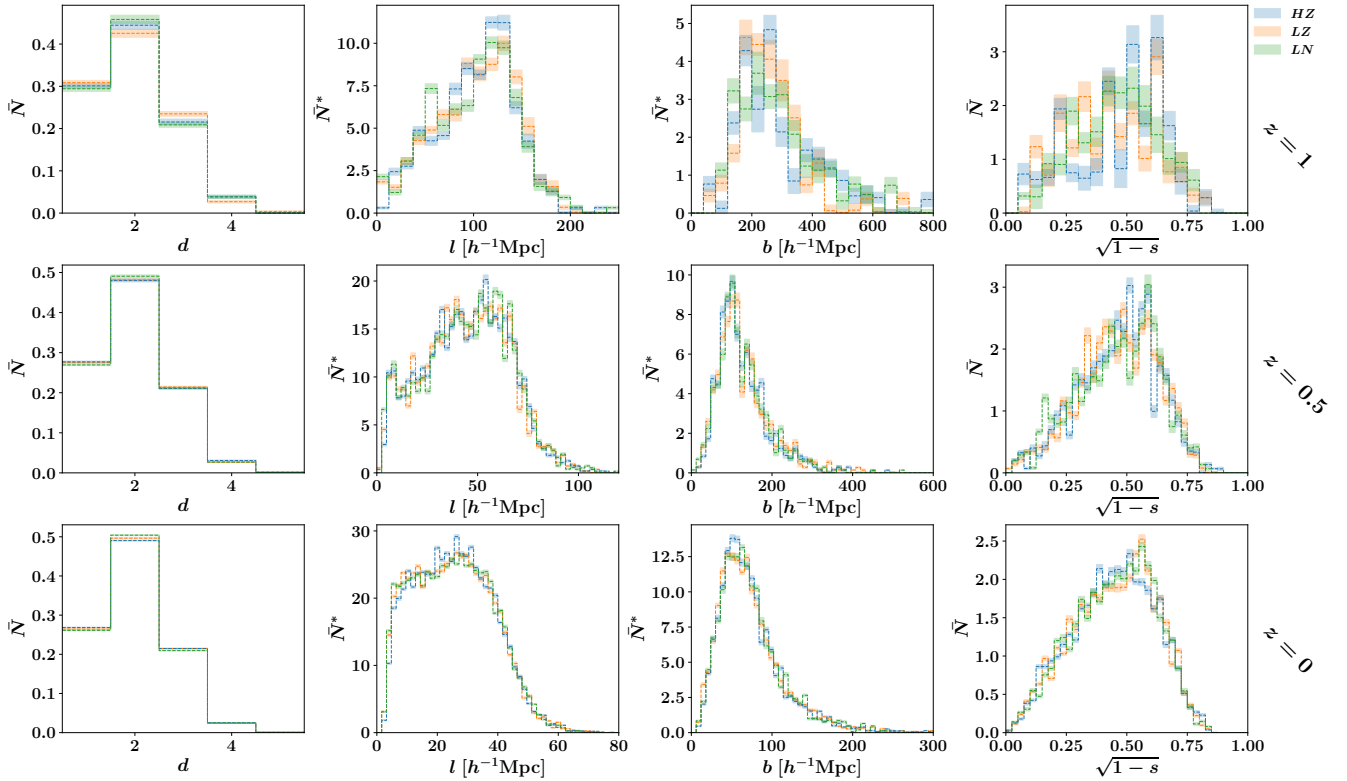 0.4
0.3
0.2
0.1
0.0
N̄
2 4
d
10.0
7.5
5.0
2.5
0.0
N̄*
0 100 200
l [h⁻¹Mpc]
5
4
3
2
1
0
N̄*
0 200 400 600 800
b [h⁻¹Mpc]
3
2
1
0
N̄
0.00 0.25 0.50 0.75 1.00
√1 − s
HZ
LZ
LN
z = 1
0.5
0.4
0.3
0.2
0.1
0.0
N̄
2 4
d
20
15
10
5
0
N̄*
0 50 100
l [h⁻¹Mpc]
10
8
6
4
2
0
N̄*
0 200 400 600
b [h⁻¹Mpc]
3
2
1
0
N̄
0.00 0.25 0.50 0.75 1.00
√1 − s
z = 0.5
0.5
0.4
0.3
0.2
0.1
0.0
N̄
2 4
d
30
20
10
0
N̄*
0 20 40 60 80
l [h⁻¹Mpc]
12.5
10.0
7.5
5.0
2.5
0.0
N̄*
0 100 200 300
b [h⁻¹Mpc]
2.5
2.0
1.5
1.0
0.5
0.0
N̄
0.00 0.25 0.50 0.75 1.00
√1 − s
z = 0